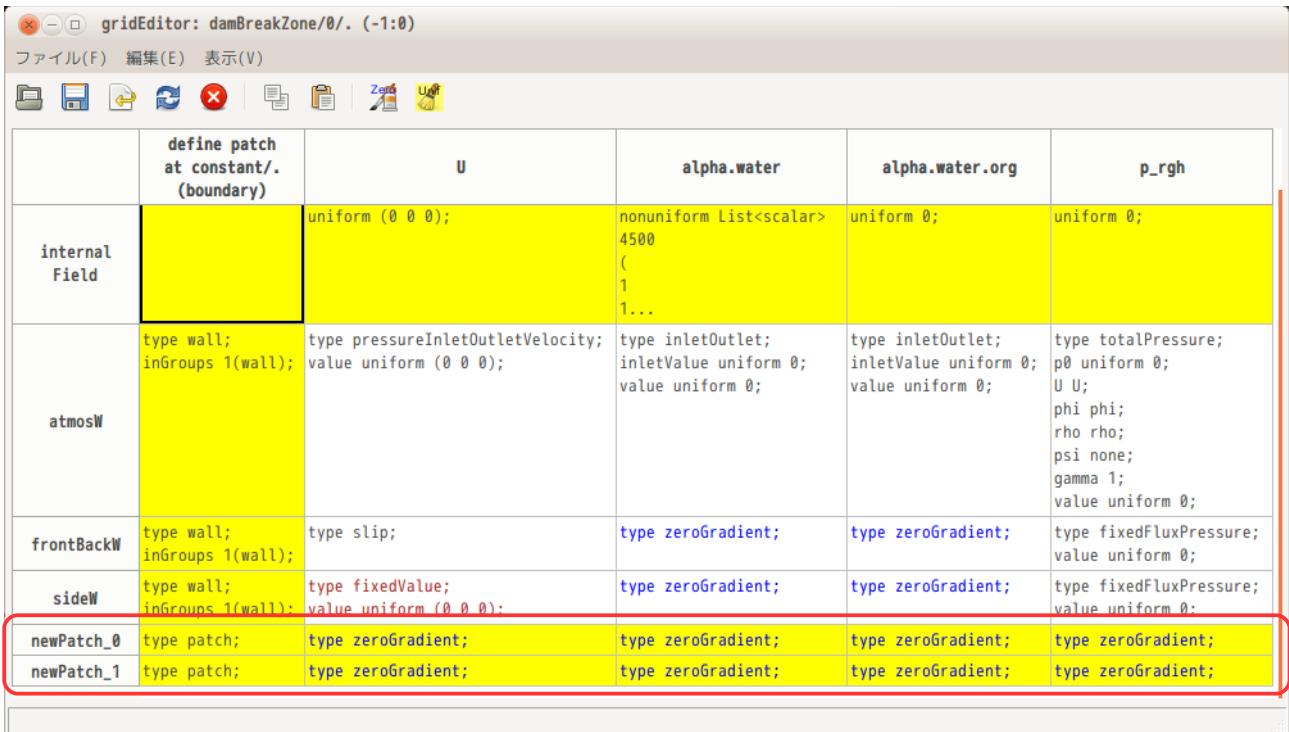 gridEditor: damBreakZone/0/. (-1:0)
ファイル(F) 編集(E) 表示(V)
Zero
Unif
define patch
at constant/.
(boundary)
U
alpha.water
alpha.water.org
p_rgh
internal
Field
uniform (0 0 0);
nonuniform List<scalar>
4500
(
1
1...
uniform 0;
uniform 0;
atmosW
type wall;
inGroups 1(wall);
type pressureInletOutletVelocity;
value uniform (0 0 0);
type inletOutlet;
inletValue uniform 0;
value uniform 0;
type inletOutlet;
inletValue uniform 0;
value uniform 0;
type totalPressure;
p0 uniform 0;
U U;
phi phi;
rho rho;
psi none;
gamma 1;
value uniform 0;
frontBackW
type wall;
inGroups 1(wall);
type slip;
type zeroGradient;
type zeroGradient;
type fixedFluxPressure;
value uniform 0;
sideW
type wall;
inGroups 1(wall);
type fixedValue;
value uniform (0 0 0);
type zeroGradient;
type zeroGradient;
type fixedFluxPressure;
value uniform 0;
newPatch_0
type patch;
type zeroGradient;
type zeroGradient;
type zeroGradient;
type zeroGradient;
newPatch_1
type patch;
type zeroGradient;
type zeroGradient;
type zeroGradient;
type zeroGradient;